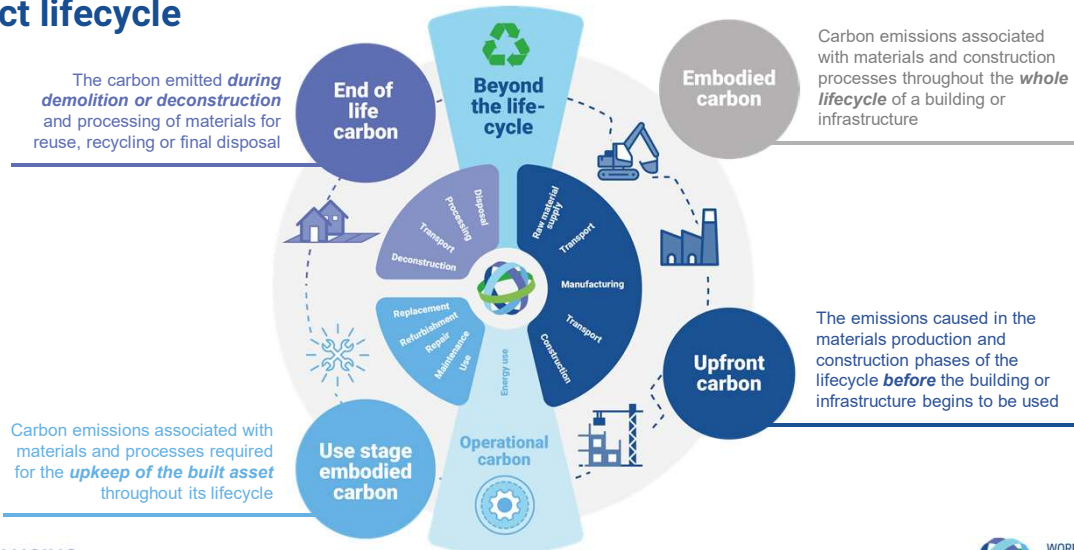 ct lifecycle
The carbon emitted during
demolition or deconstruction
and processing of materials for
reuse, recycling or final disposal
End of
life
carbon
Beyond
the life-
cycle
Embodied
carbon
Carbon emissions associated
with materials and construction
processes throughout the whole
lifecycle of a building or
infrastructure
Disposal
Processing
Transport
Deconstruction
Raw material
supply
Transport
Manufacturing
Transport
Construction
Replacement
Refurbishment
Repair
Maintenance
Use
Energy use
Upfront
carbon
The emissions caused in the
materials production and
construction phases of the
lifecycle before the building or
infrastructure begins to be used
Carbon emissions associated with
materials and processes required
for the upkeep of the built asset
throughout its lifecycle
Use stage
embodied
carbon
Operational
carbon